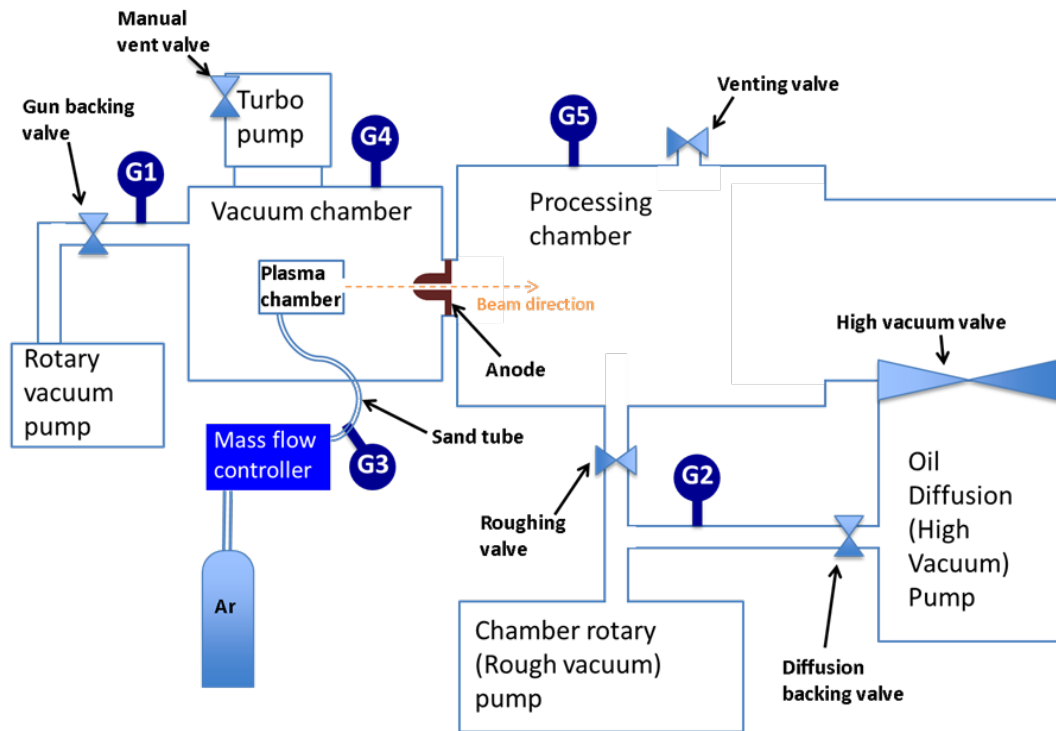 Manual
vent valve
Gun backing
valve
Turbo
pump
G1
G4
G5
Venting valve
Vacuum chamber
Processing
chamber
Plasma
chamber
Beam direction
High vacuum valve
Anode
Rotary
vacuum
pump
Sand tube
Mass flow
controller
G3
G2
Roughing
valve
Oil
Diffusion
(High
Vacuum)
Pump
Ar
Chamber rotary
(Rough vacuum)
pump
Diffusion
backing valve